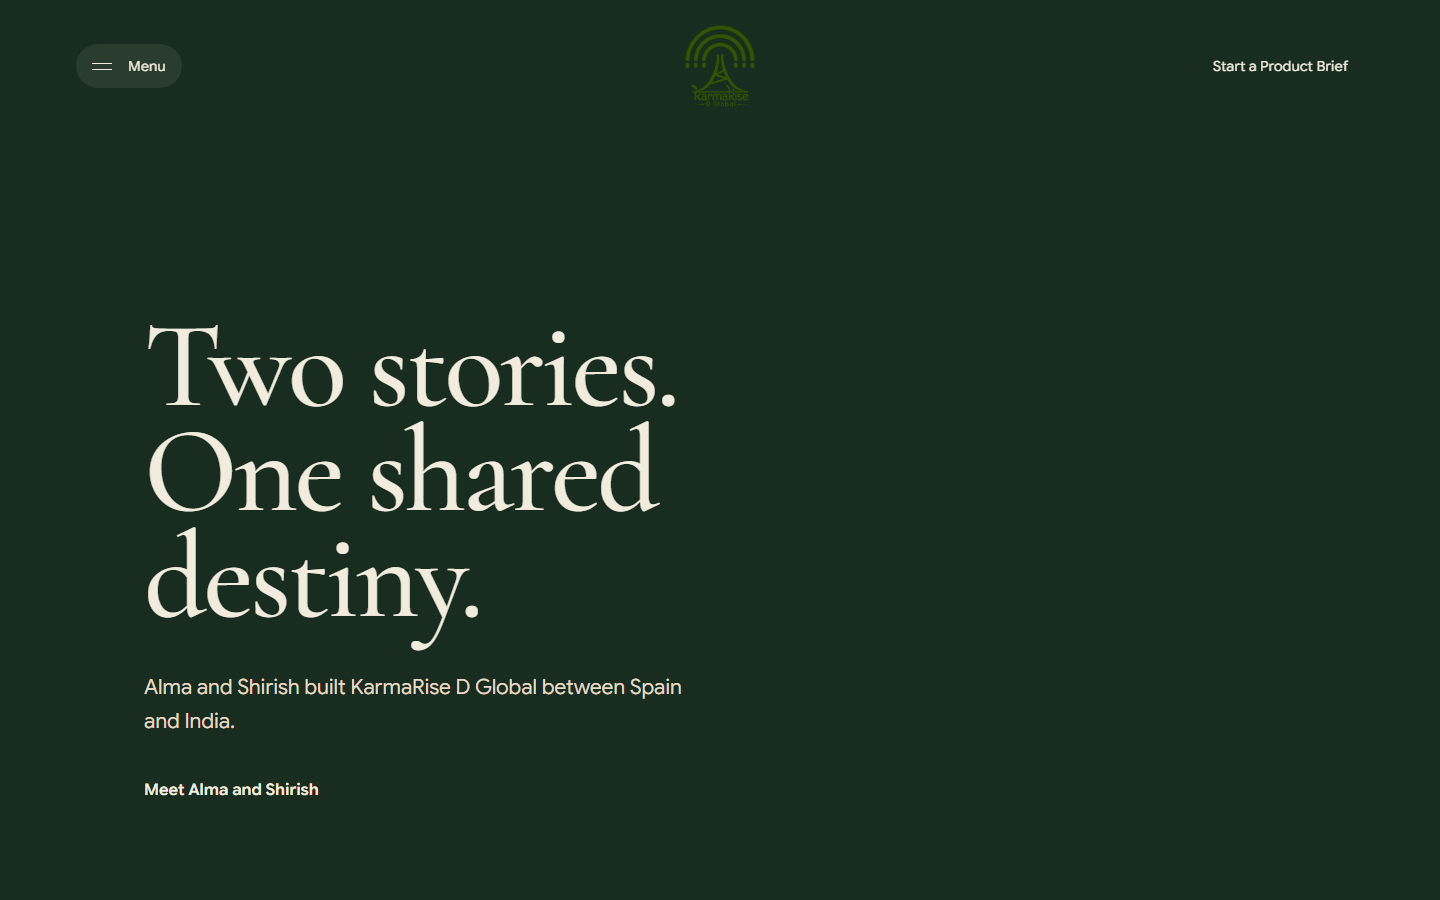 Menu
KarmaRise
D Global
Start a Product Brief
Two stories.
One shared
destiny.
Alma and Shirish built KarmaRise D Global between Spain
and India.
Meet Alma and Shirish